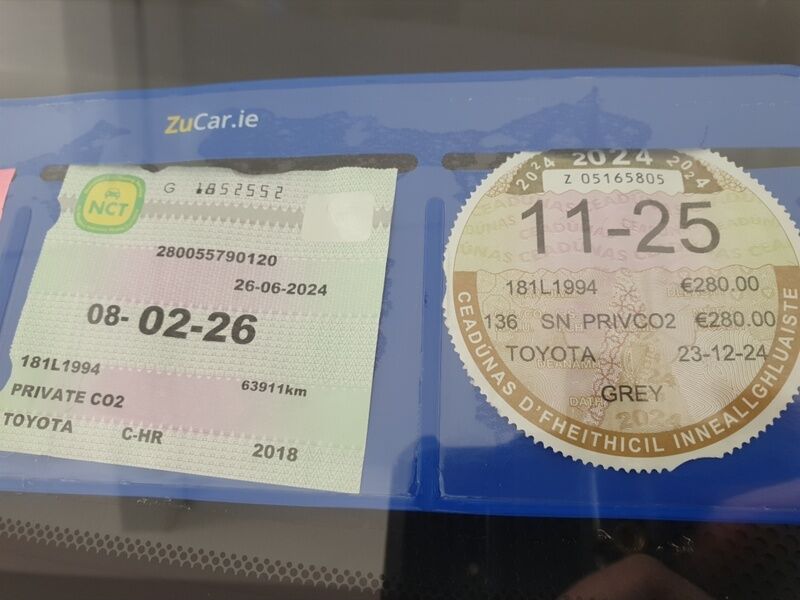 ZuCar.ie
NCT
G 1852552
280055790120
26-06-2024
08-02-26
181L1994
63911km
PRIVATE CO2
TOYOTA C-HR 2018
2024 2024 2024
Z 05165805
11-25
181L1994 €280.00
136 SN PRIVCO2 €280.00
TOYOTA 23-12-24
GREY
CEADÚNAS D'FHEITHICIL INNEALLGHLUAISTE